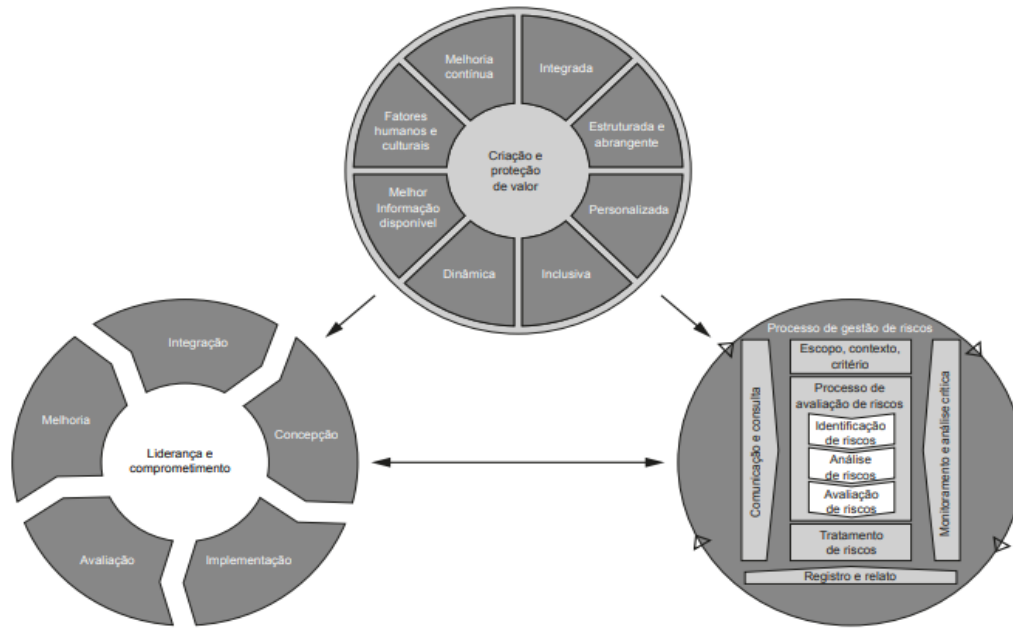 Melhoria
contínua
Integrada
Fatores
humanos e
culturais
Estruturada e
abrangente
Criação e
proteção
de valor
Melhor
Informação
disponível
Personalizada
Dinâmica
Inclusiva
Integração
Melhoria
Concepção
Liderança e
comprometimento
Avaliação
Implementação
Processo de gestão de riscos
Escopo, contexto,
critério
Processo de
avaliação de riscos
Identificação
de riscos
Análise
de riscos
Avaliação
de riscos
Tratamento
de riscos
Comunicação e consulta
Monitoramento e análise crítica
Registro e relato